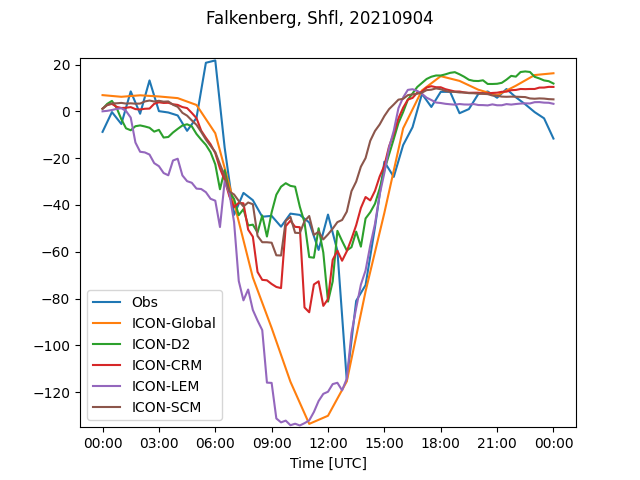 Falkenberg, Shfl, 20210904
20
0
−20
−40
−60
−80
−100
−120
Obs
ICON-Global
ICON-D2
ICON-CRM
ICON-LEM
ICON-SCM
00:00 03:00 06:00 09:00 12:00 15:00 18:00 21:00 00:00
Time [UTC]